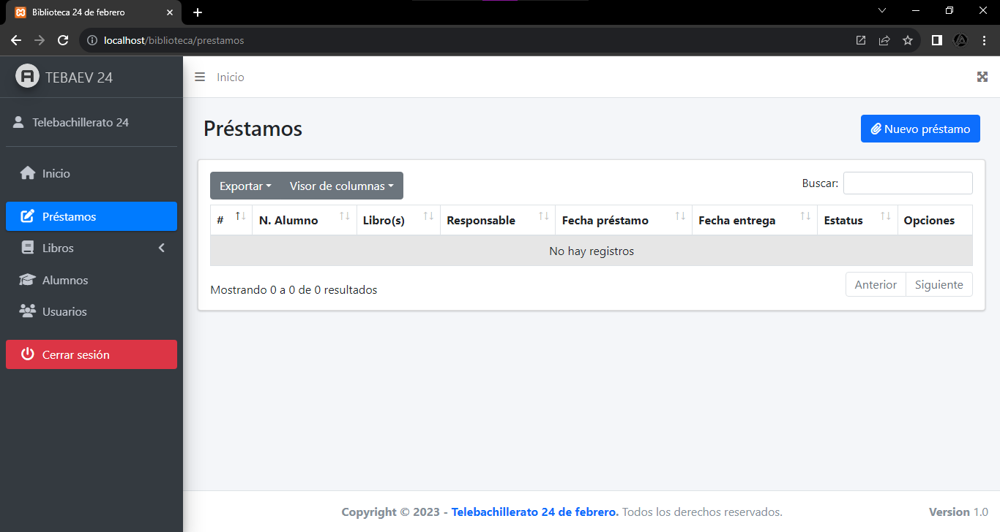 Biblioteca 24 de febrero
localhost/biblioteca/prestamos
TEBAEV 24
Inicio
Telebachillerato 24
Inicio
Préstamos
Libros
Alumnos
Usuarios
Cerrar sesión
Préstamos
Nuevo préstamo
Exportar Visor de columnas
Buscar:
# N. Alumno Libro(s) Responsable Fecha préstamo Fecha entrega Estatus Opciones
No hay registros
Mostrando 0 a 0 de 0 resultados
Anterior Siguiente
Copyright © 2023 - Telebachillerato 24 de febrero. Todos los derechos reservados.
Version 1.0